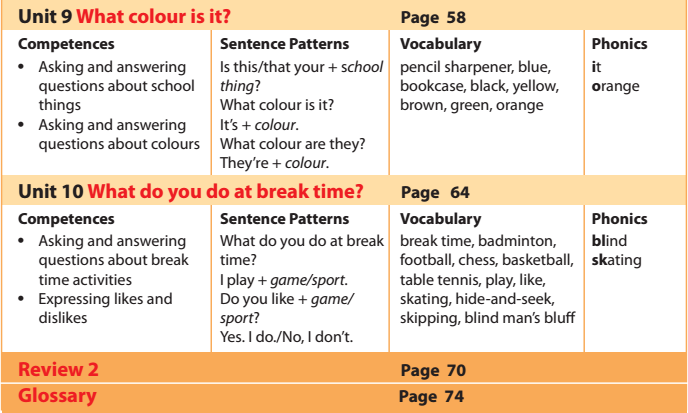 Unit 9 What colour is it? Page 58
Competences
• Asking and answering
questions about school
things
• Asking and answering
questions about colours
Sentence Patterns
Is this/that your + school
thing?
What colour is it?
It's + colour.
What colour are they?
They're + colour.
Vocabulary
pencil sharpener, blue,
bookcase, black, yellow,
brown, green, orange
Phonics
it
orange
Unit 10 What do you do at break time? Page 64
Competences
• Asking and answering
questions about break
time activities
• Expressing likes and
dislikes
Sentence Patterns
What do you do at break
time?
I play + game/sport.
Do you like + game/
sport?
Yes. I do./No, I don't.
Vocabulary
break time, badminton,
football, chess, basketball,
table tennis, play, like,
skating, hide-and-seek,
skipping, blind man's bluff
Phonics
blind
skating
Review 2 Page 70
Glossary Page 74